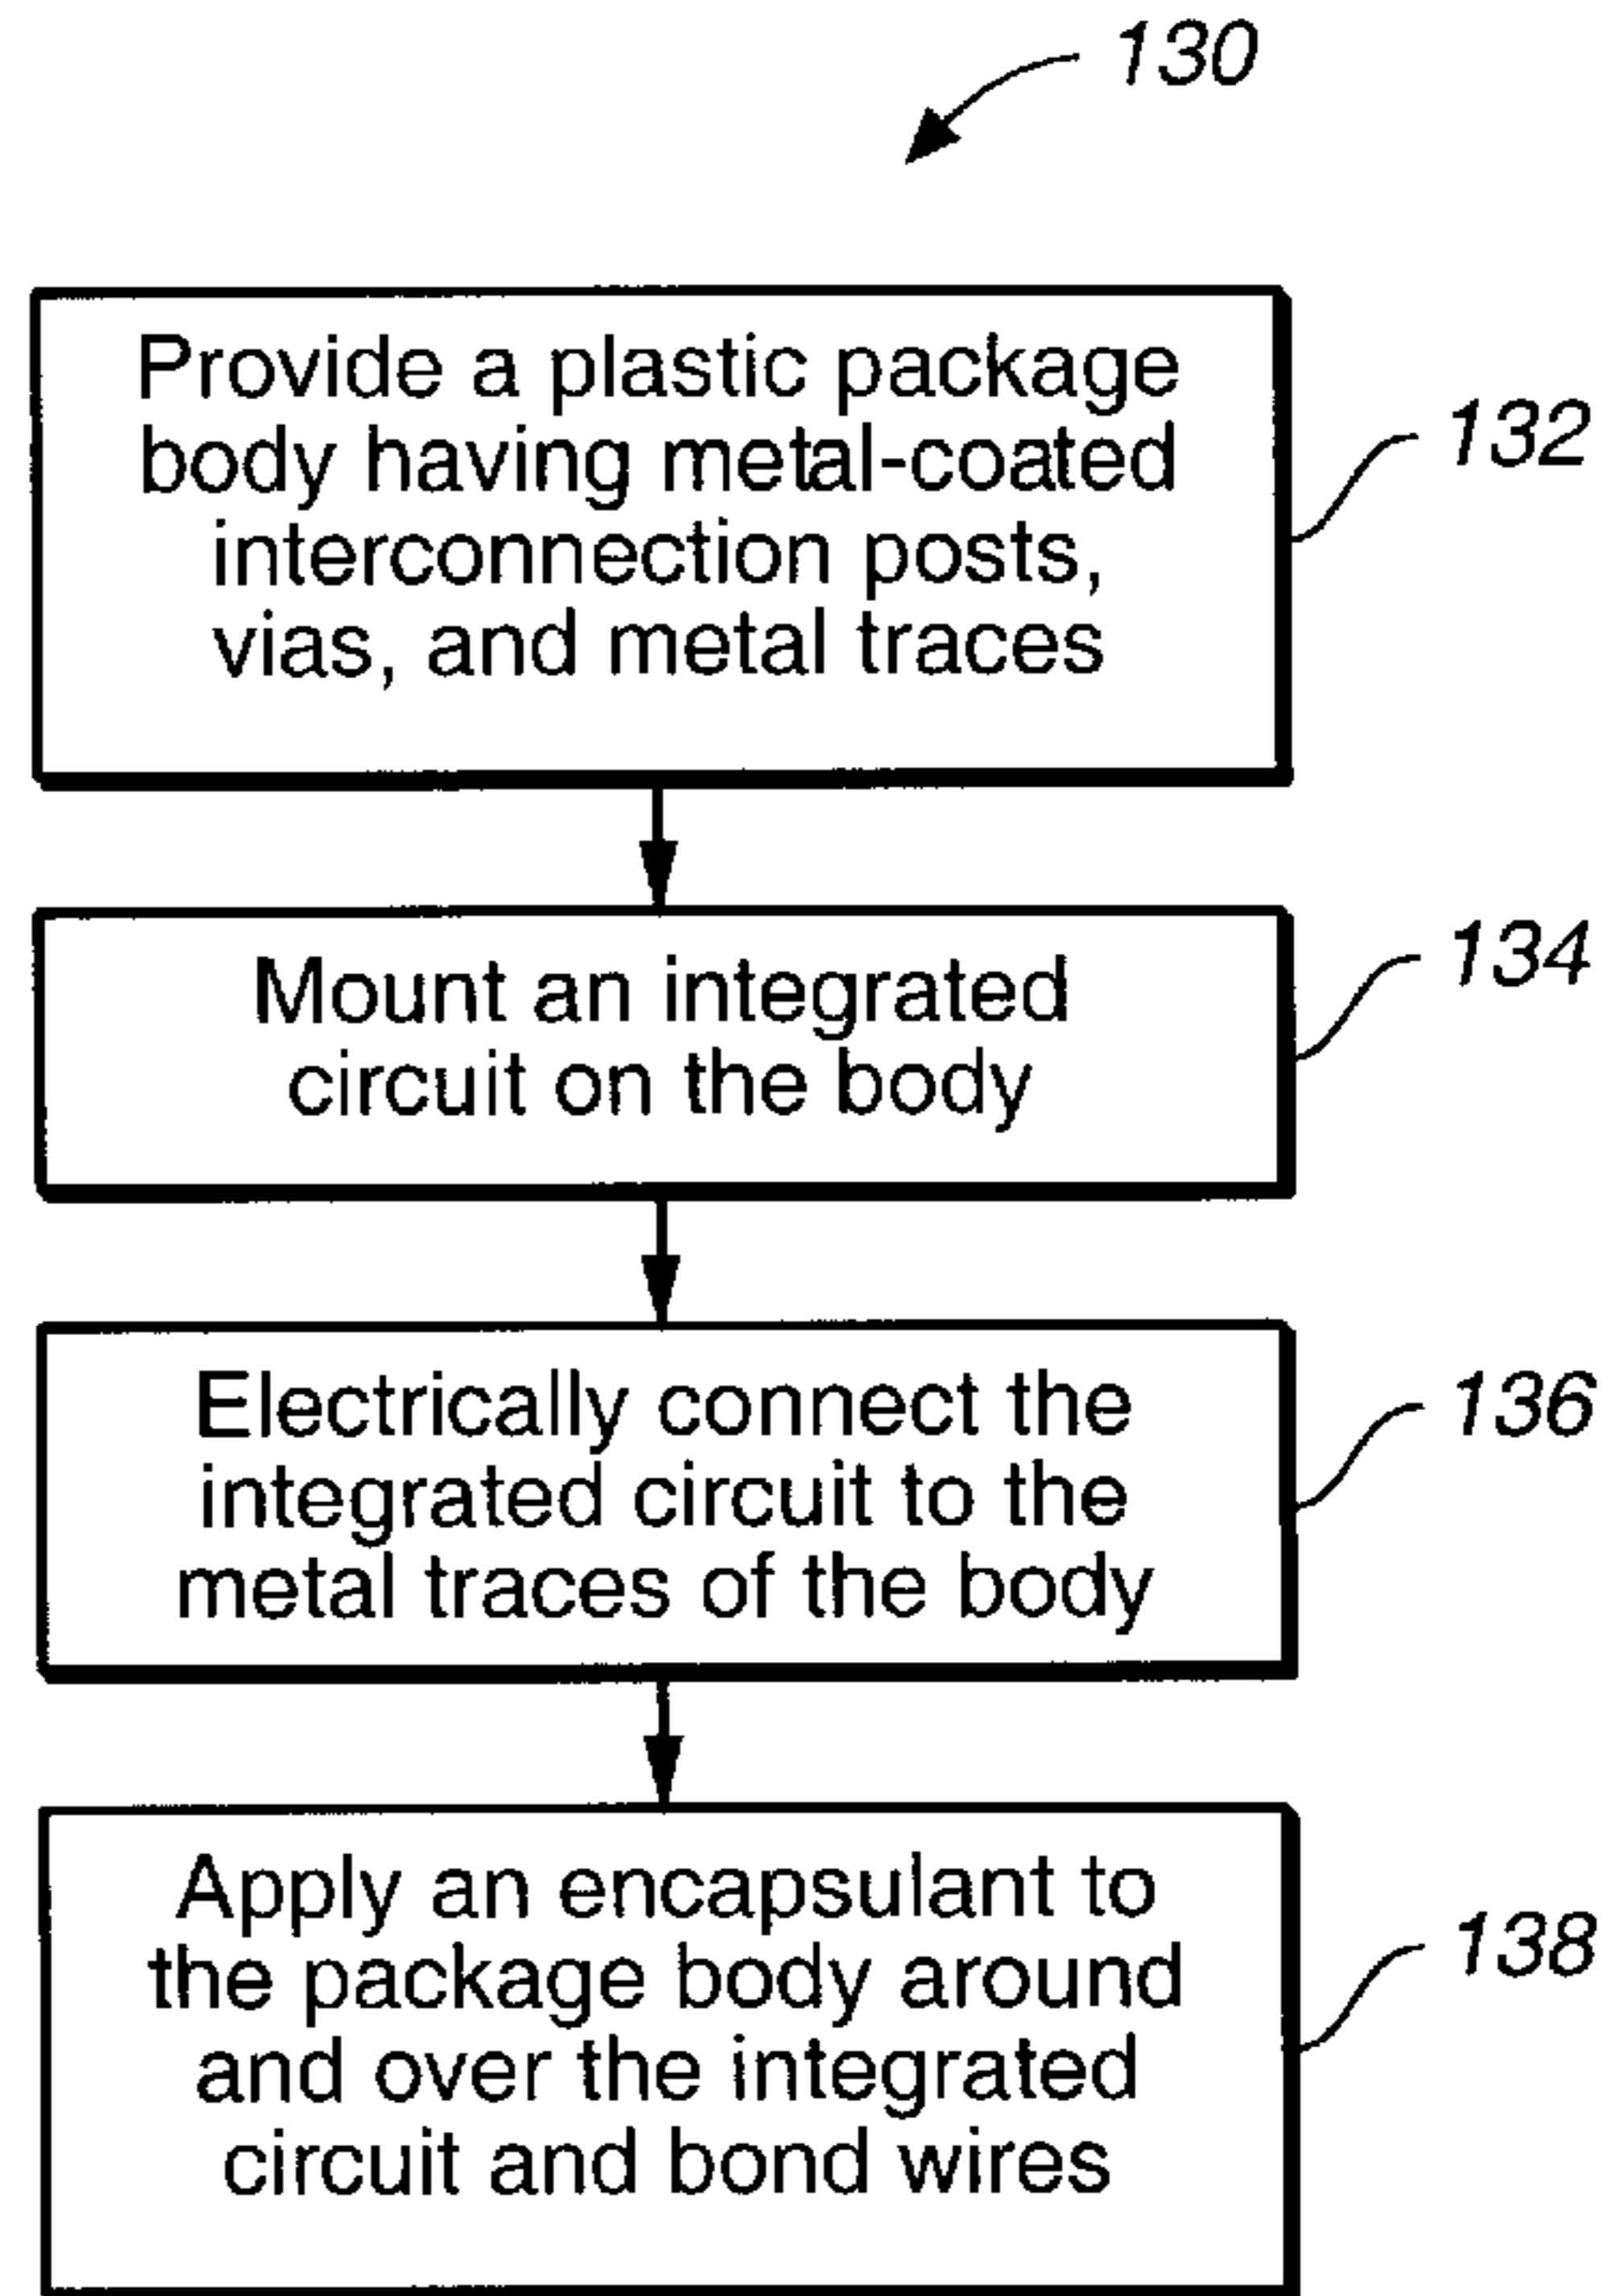 130
Provide a plastic package
body having metal-coated
interconnection posts,
vias, and metal traces
132
Mount an integrated
circuit on the body
134
Electrically connect the
integrated circuit to the
metal traces of the body
136
Apply an encapsulant to
the package body around
and over the integrated
circuit and bond wires
138